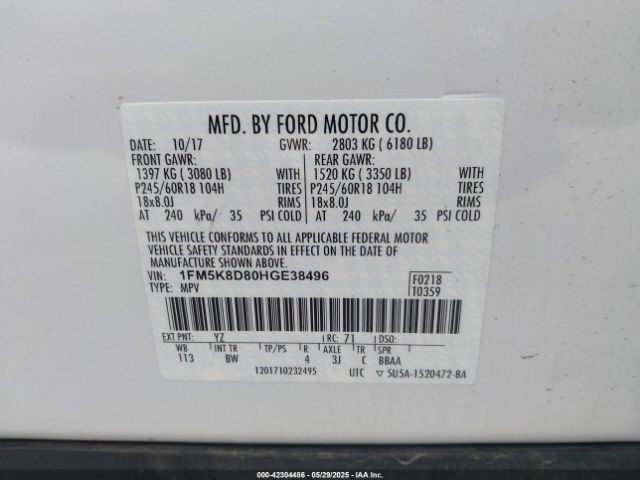 MFD. BY FORD MOTOR CO.
DATE: 10/17 GVWR: 2803 KG ( 6180 LB)
FRONT GAWR: REAR GAWR:
1397 KG ( 3080 LB) WITH 1520 KG ( 3350 LB) WITH
P245/60R18 104H TIRES P245/60R18 104H TIRES
18x8.0J RIMS 18x8.0J RIMS
AT 240 kPa/ 35 PSI COLD AT 240 kPa/ 35 PSI COLD
THIS VEHICLE CONFORMS TO ALL APPLICABLE FEDERAL MOTOR
VEHICLE SAFETY STANDARDS IN EFFECT ON THE DATE OF
MANUFACTURE SHOWN ABOVE.
VIN: 1FM5K8D80HGE38496 F0218
TYPE: MPV T0359
EXT PNT: YZ RC: 71 DSO:
WB INT TR TP/PS R AXLE TR SPR
113 BW 4 3J C BBAA
1201710232495 UTC ▽ SU5A-1520472-BA
000-42304486 - 05/29/2025 - IAA Inc.